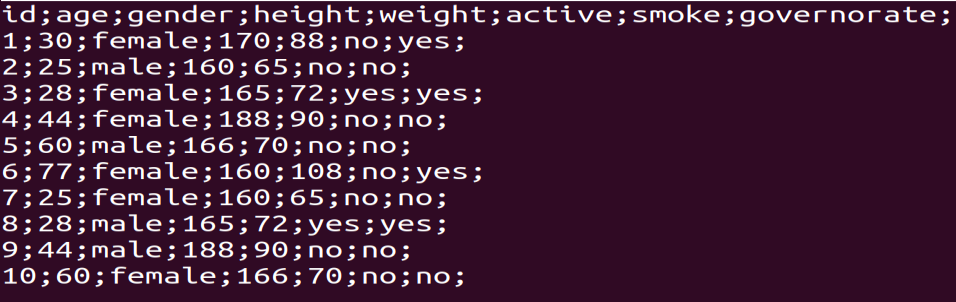 id;age;gender;height;weight;active;smoke;governorate;
1;30;female;170;88;no;yes;
2;25;male;160;65;no;no;
3;28;female;165;72;yes;yes;
4;44;female;188;90;no;no;
5;60;male;166;70;no;no;
6;77;female;160;108;no;yes;
7;25;female;160;65;no;no;
8;28;male;165;72;yes;yes;
9;44;male;188;90;no;no;
10;60;female;166;70;no;no;